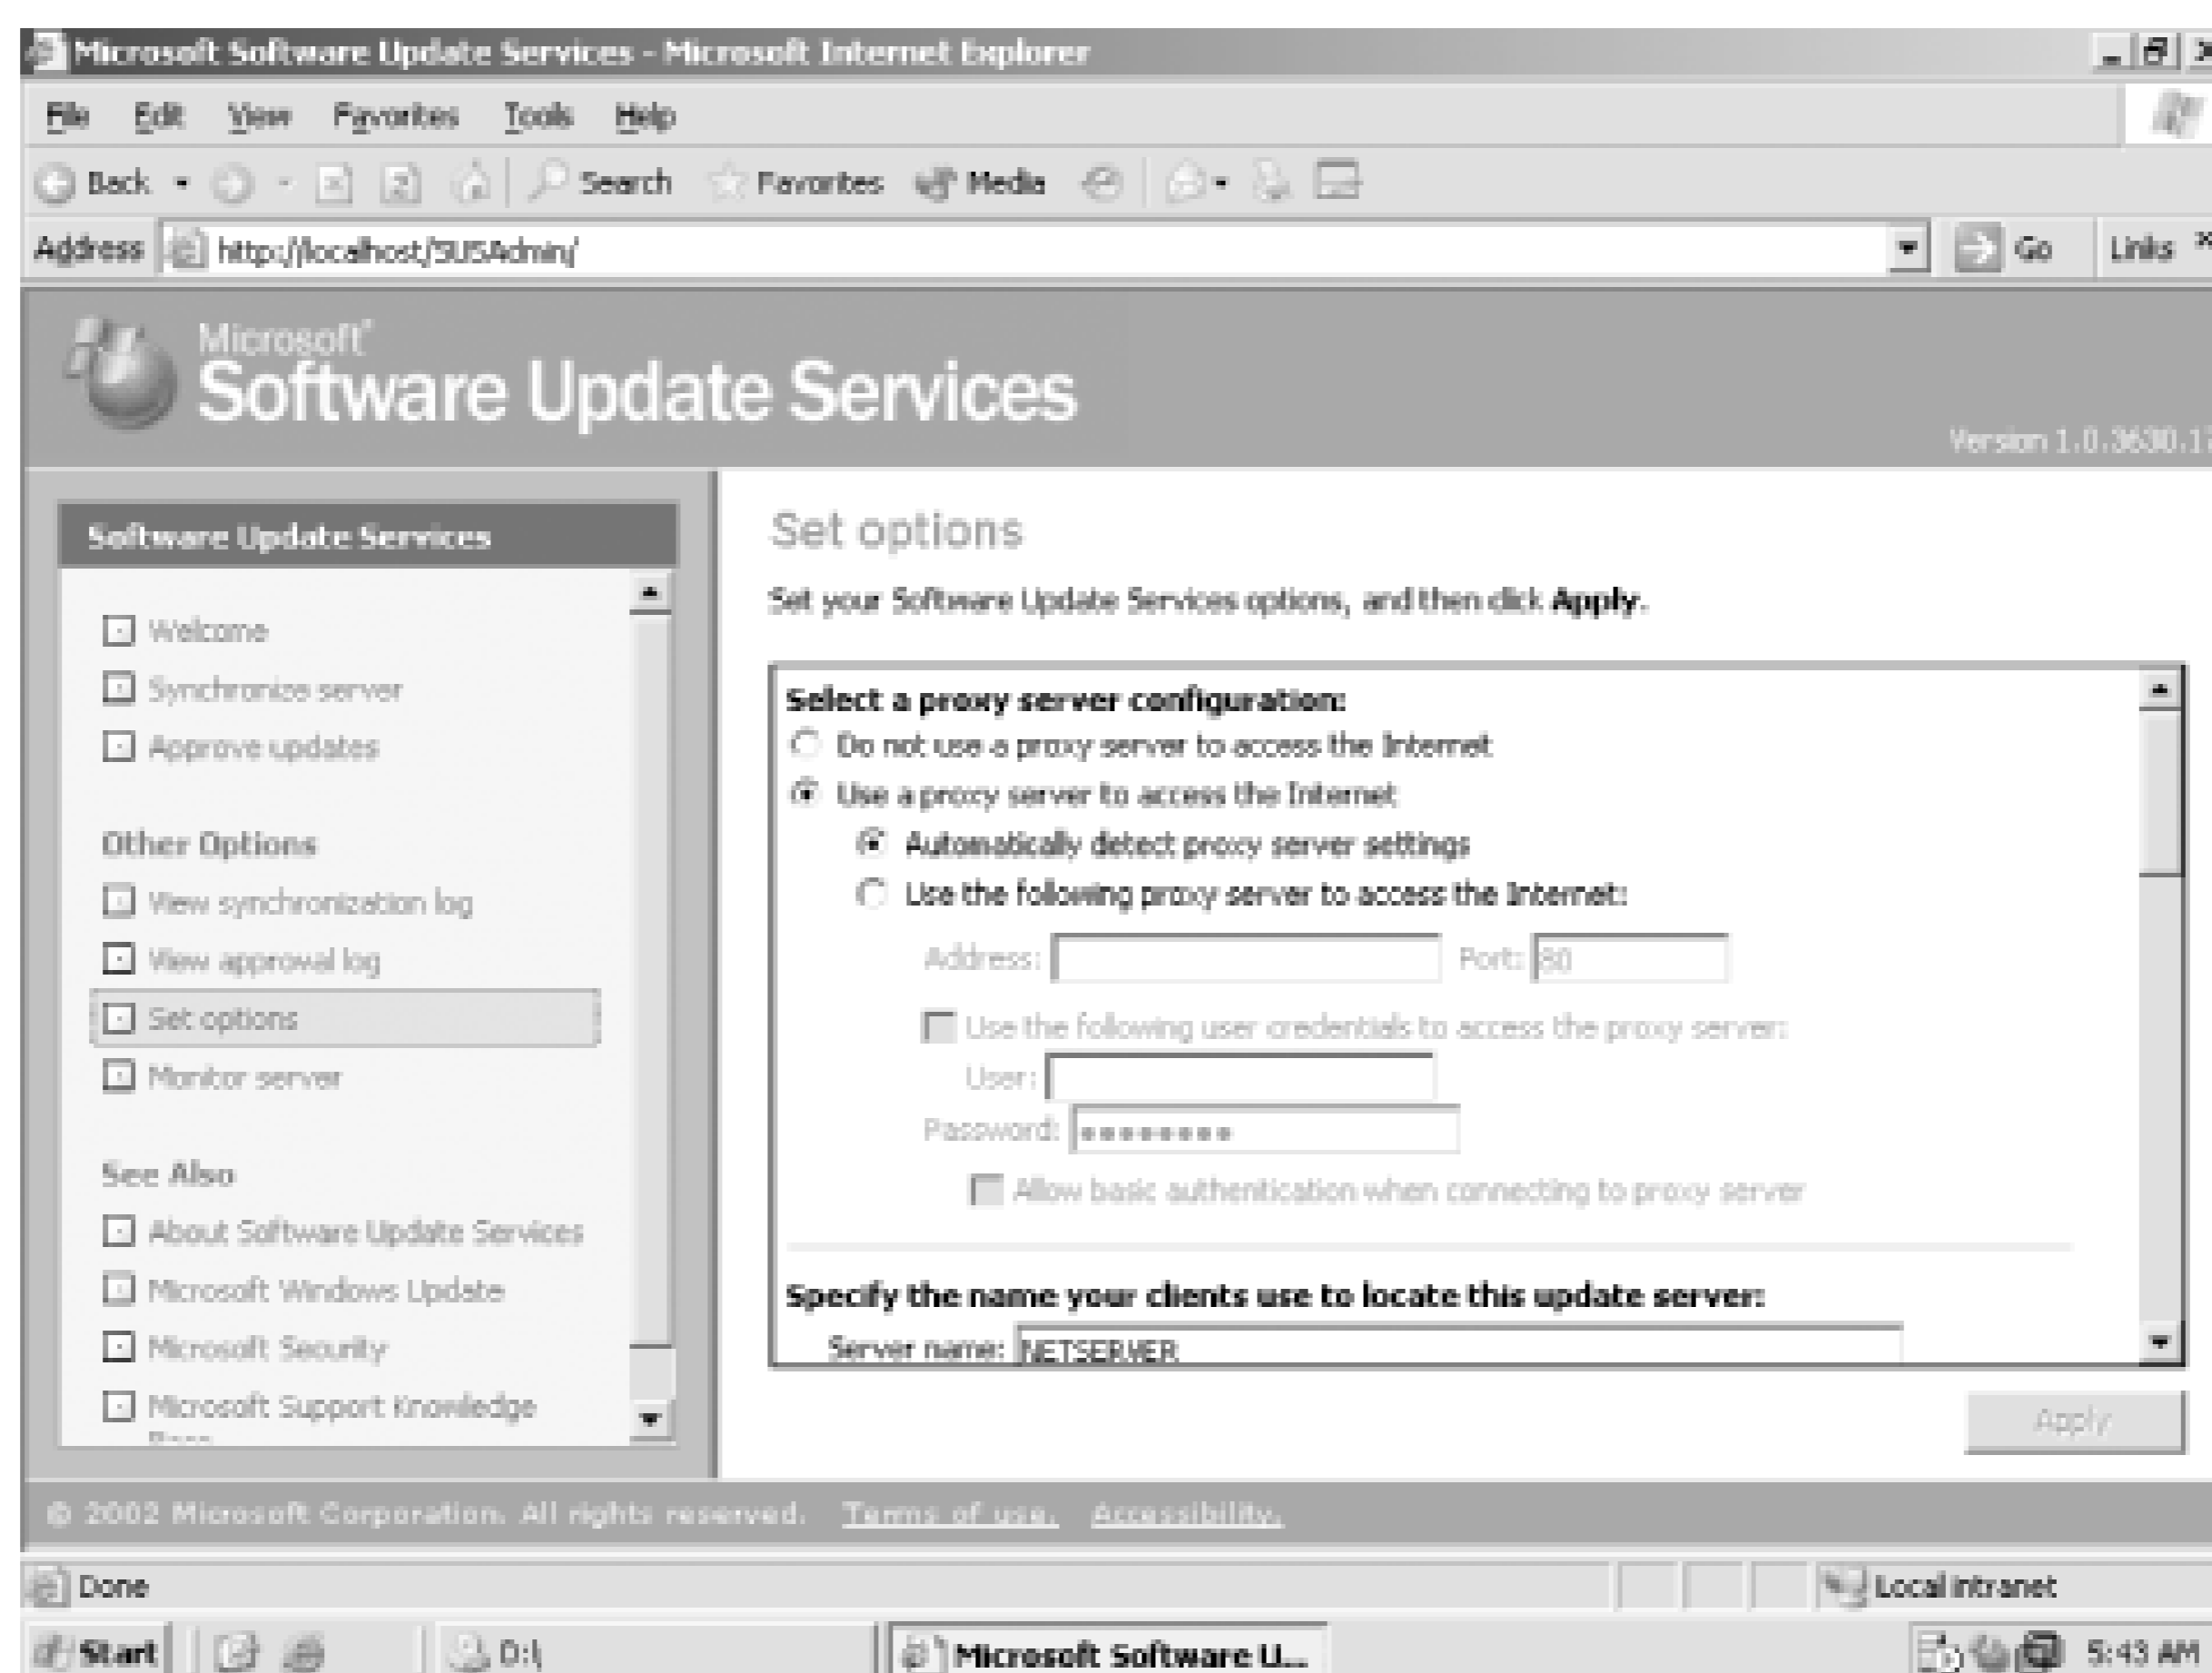 Microsoft Software Update Services - Microsoft Internet Explorer
File Edit View Favorites Tools Help
Back Search Favorites Media
Address http://localhost/SUSAdmin/ Go Links
Microsoft
Software Update Services
Version 1.0.3630.17
Software Update Services
Welcome
Synchronize server
Approve updates
Other Options
View synchronization log
View approval log
Set options
Monitor server
See Also
About Software Update Services
Microsoft Windows Update
Microsoft Security
Microsoft Support Knowledge
Set options
Set your Software Update Services options, and then click Apply.
Select a proxy server configuration:
Do not use a proxy server to access the Internet
Use a proxy server to access the Internet
Automatically detect proxy server settings
Use the following proxy server to access the Internet:
Address: Port: 80
Use the following user credentials to access the proxy server:
User:
Password: ••••••••
Allow basic authentication when connecting to proxy server
Specify the name your clients use to locate this update server:
Server name: NETSERVER
Apply
© 2002 Microsoft Corporation. All rights reserved. Terms of use. Accessibility.
Done Local intranet
Start D:\ Microsoft Software U... 5:43 AM